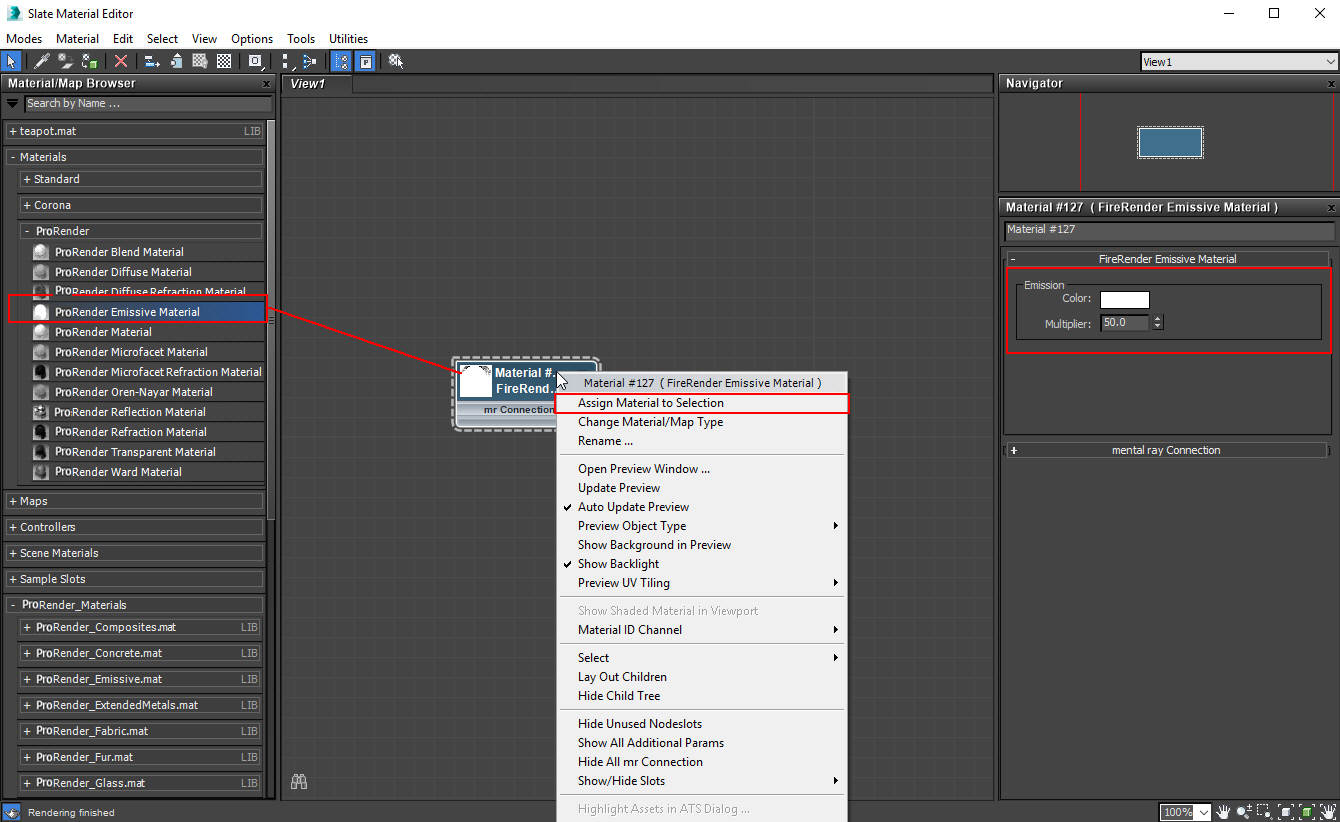 Slate Material Editor
Modes Material Edit Select View Options Tools Utilities
View1
Material/Map Browser
Search by Name ...
+ teapot.mat LIB
- Materials
+ Standard
+ Corona
- ProRender
ProRender Blend Material
ProRender Diffuse Material
ProRender Diffuse Refraction Material
ProRender Emissive Material
ProRender Material
ProRender Microfacet Material
ProRender Microfacet Refraction Material
ProRender Oren-Nayar Material
ProRender Reflection Material
ProRender Refraction Material
ProRender Transparent Material
ProRender Ward Material
+ Maps
+ Controllers
+ Scene Materials
+ Sample Slots
- ProRender_Materials
+ ProRender_Composites.mat LIB
+ ProRender_Concrete.mat LIB
+ ProRender_Emissive.mat LIB
+ ProRender_ExtendedMetals.mat LIB
+ ProRender_Fabric.mat LIB
+ ProRender_Fur.mat LIB
+ ProRender_Glass.mat LIB
View1
Material #...
FireRend...
mr Connection
Material #127 ( FireRender Emissive Material )
Assign Material to Selection
Change Material/Map Type
Rename ...
Open Preview Window ...
Update Preview
Auto Update Preview
Preview Object Type
Show Background in Preview
Show Backlight
Preview UV Tiling
Show Shaded Material in Viewport
Material ID Channel
Select
Lay Out Children
Hide Child Tree
Hide Unused Nodeslots
Show All Additional Params
Hide All mr Connection
Show/Hide Slots
Highlight Assets in ATS Dialog ...
Navigator
Material #127 ( FireRender Emissive Material )
Material #127
- FireRender Emissive Material
Emission
Color:
Multiplier: 50.0
+ mental ray Connection
Rendering finished
100%